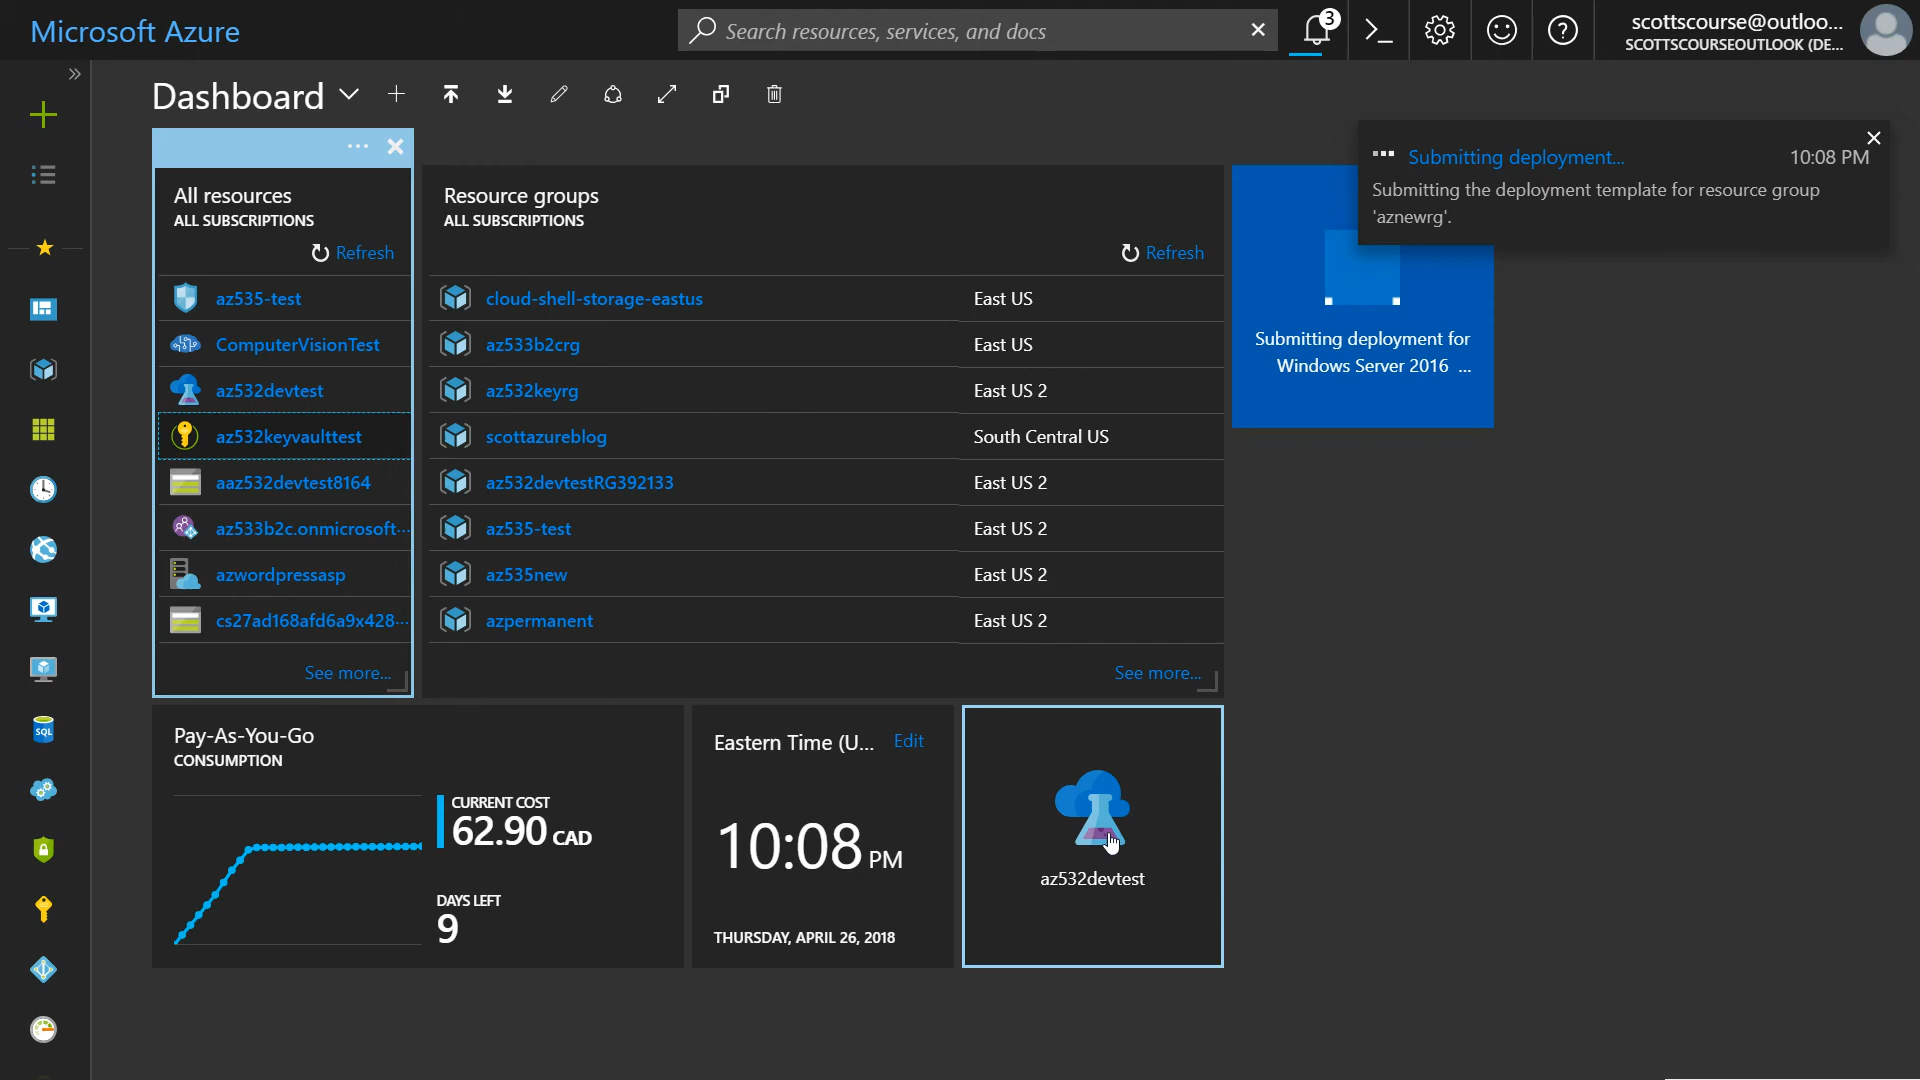 Microsoft Azure
Search resources, services, and docs
3
scottscourse@outloo...
SCOTTSCOURSEOUTLOOK (DE...
Dashboard
Submitting deployment...
10:08 PM
Submitting the deployment template for resource group
'aznewrg'.
All resources
ALL SUBSCRIPTIONS
Refresh
az535-test
ComputerVisionTest
az532devtest
az532keyvaulttest
aaz532devtest8164
az533b2c.onmicrosoft...
azwordpressasp
cs27ad168afd6a9x428...
See more...
Resource groups
ALL SUBSCRIPTIONS
Refresh
cloud-shell-storage-eastus East US
az533b2crg East US
az532keyrg East US 2
scottazureblog South Central US
az532devtestRG392133 East US 2
az535-test East US 2
az535new East US 2
azpermanent East US 2
See more...
Submitting deployment for
Windows Server 2016 ...
Pay-As-You-Go
CONSUMPTION
CURRENT COST
62.90 CAD
DAYS LEFT
9
Eastern Time (U... Edit
10:08 PM
THURSDAY, APRIL 26, 2018
az532devtest
SQL